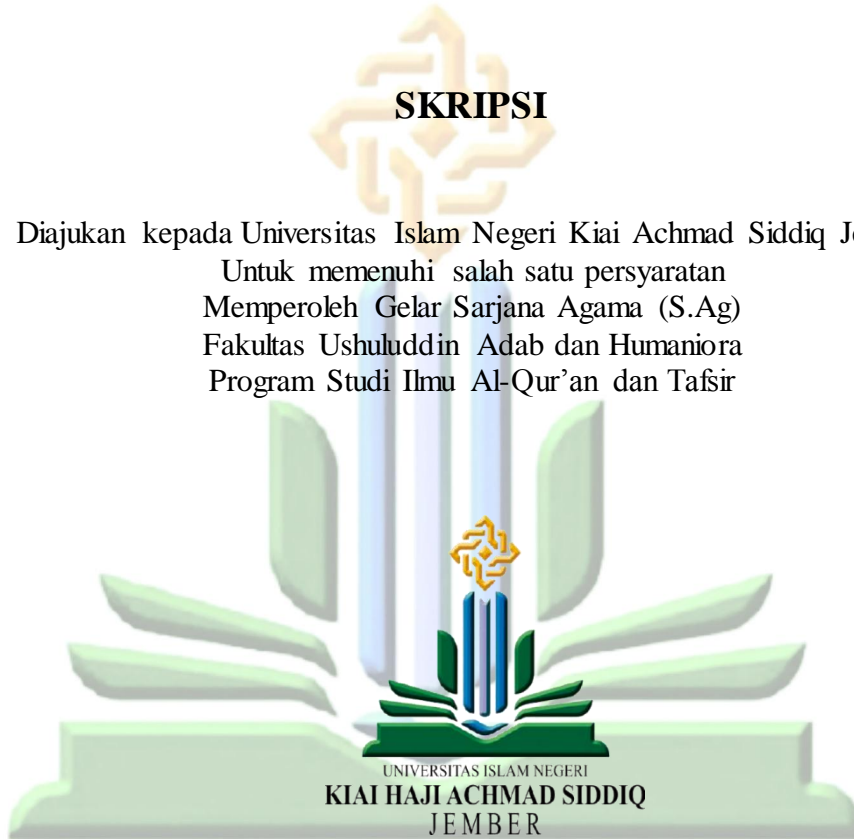 SKRIPSI
Diajukan kepada Universitas Islam Negeri Kiai Achmad Siddiq
Untuk memenuhi salah satu persyaratan
Memperoleh Gelar Sarjana Agama (S.Ag)
Fakultas Ushuluddin Adab dan Humaniora
Program Studi Ilmu Al-Qur’an dan Tafsir
UNIVERSITAS ISLAM NEGERI
KIAI HAJI ACHMAD SIDDIQ
JEMBER